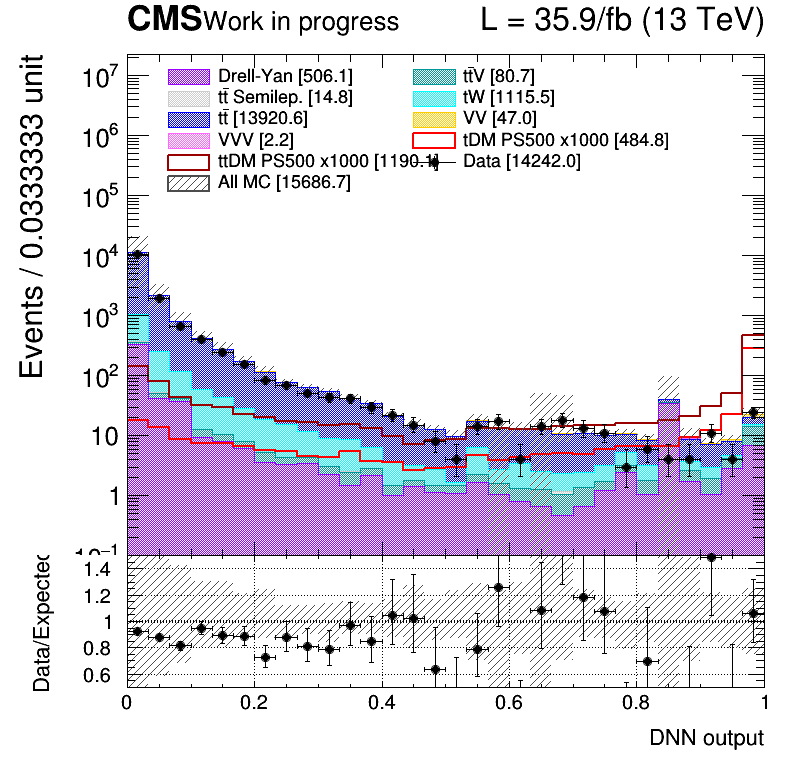 CMS Work in progress L = 35.9/fb (13 TeV)
Events / 0.0333333 unit
10⁷
10⁶
10⁵
10⁴
10³
10²
10
1
10⁻¹
Drell-Yan [506.1]
tt̄V [80.7]
tt̄ Semilep. [14.8]
tW [1115.5]
tt̄ [13920.6]
VV [47.0]
VVV [2.2]
tDM PS500 x1000 [484.8]
ttDM PS500 x1000 [1190.1]
Data [14242.0]
All MC [15686.7]
Data/Expected
1.4
1.2
1
0.8
0.6
0 0.2 0.4 0.6 0.8 1
DNN output